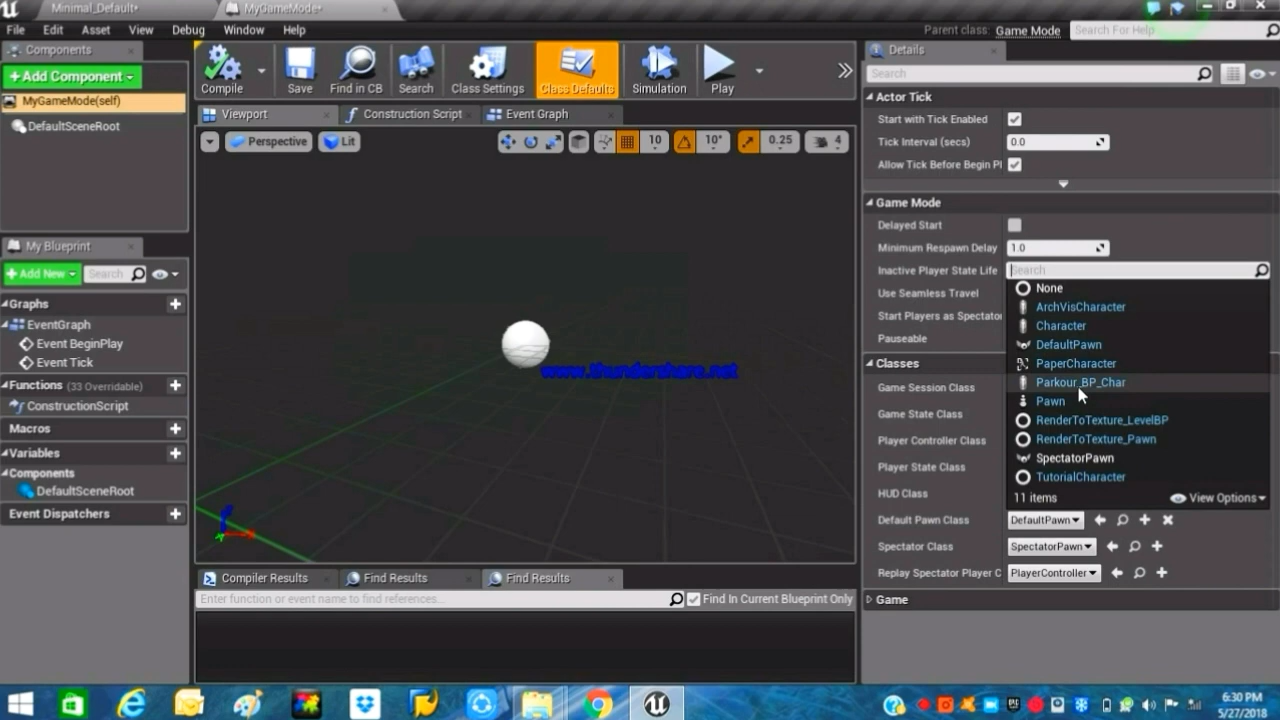 Minimal_Default*
MyGameMode*
File Edit Asset View Debug Window Help
Parent class: Game Mode
Search For Help
Components
Add Component
MyGameMode(self)
DefaultSceneRoot
My Blueprint
Add New
Search
Graphs
EventGraph
Event BeginPlay
Event Tick
Functions (33 Overridable)
ConstructionScript
Macros
Variables
Components
DefaultSceneRoot
Event Dispatchers
Compile
Save
Find in CB
Search
Class Settings
Class Defaults
Simulation
Play
Viewport
Construction Script
Event Graph
Perspective
Lit
10
10°
0.25
4
www.thundershare.net
Compiler Results
Find Results
Find Results
Enter function or event name to find references...
Find In Current Blueprint Only
Details
Search
Actor Tick
Start with Tick Enabled
Tick Interval (secs) 0.0
Allow Tick Before Begin Pl
Game Mode
Delayed Start
Minimum Respawn Delay 1.0
Inactive Player State Life
Search
Use Seamless Travel
Start Players as Spectator
Pauseable
None
ArchVisCharacter
Character
DefaultPawn
PaperCharacter
Parkour_BP_Char
Pawn
RenderToTexture_LevelBP
RenderToTexture_Pawn
SpectatorPawn
TutorialCharacter
11 items
View Options
Classes
Game Session Class
Game State Class
Player Controller Class
Player State Class
HUD Class
Default Pawn Class DefaultPawn
Spectator Class SpectatorPawn
Replay Spectator Player C PlayerController
Game
6:30 PM
5/27/2018